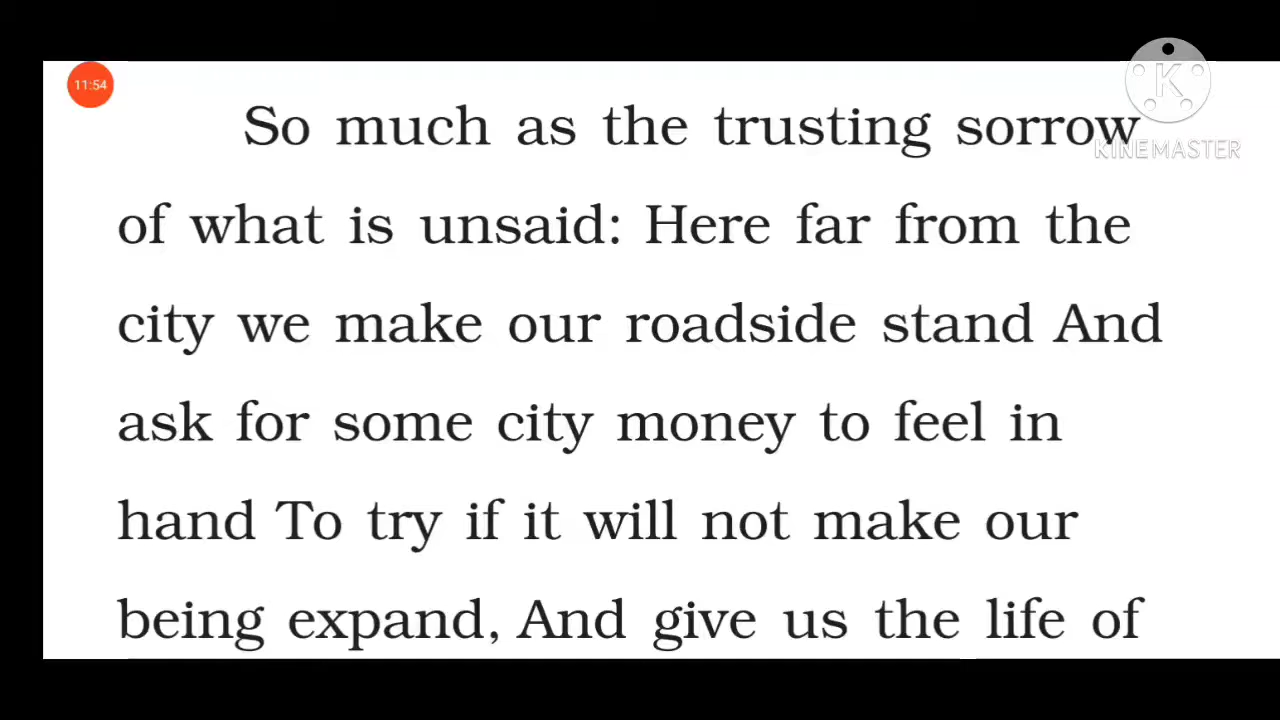 11:54
K
KINEMASTER
So much as the trusting sorrow
of what is unsaid: Here far from the
city we make our roadside stand And
ask for some city money to feel in
hand To try if it will not make our
being expand, And give us the life of